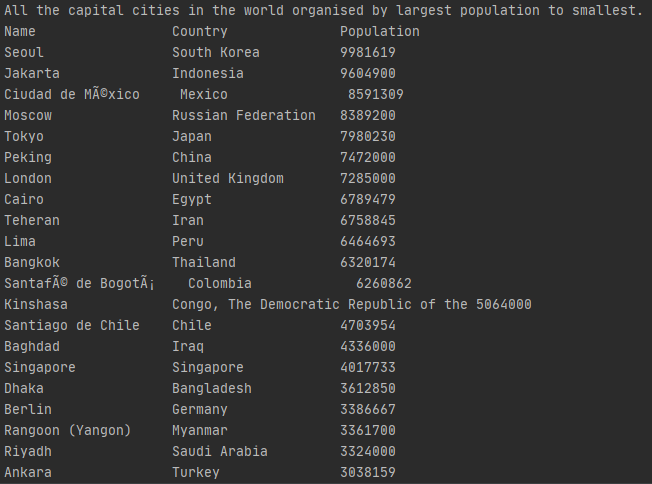 All the capital cities in the world organised by largest population to smallest.
Name Country Population
Seoul South Korea 9981619
Jakarta Indonesia 9604900
Ciudad de MÃ©xico Mexico 8591309
Moscow Russian Federation 8389200
Tokyo Japan 7980230
Peking China 7472000
London United Kingdom 7285000
Cairo Egypt 6789479
Teheran Iran 6758845
Lima Peru 6464693
Bangkok Thailand 6320174
SantafÃ© de BogotÃ¡ Colombia 6260862
Kinshasa Congo, The Democratic Republic of the 5064000
Santiago de Chile Chile 4703954
Baghdad Iraq 4336000
Singapore Singapore 4017733
Dhaka Bangladesh 3612850
Berlin Germany 3386667
Rangoon (Yangon) Myanmar 3361700
Riyadh Saudi Arabia 3324000
Ankara Turkey 3038159